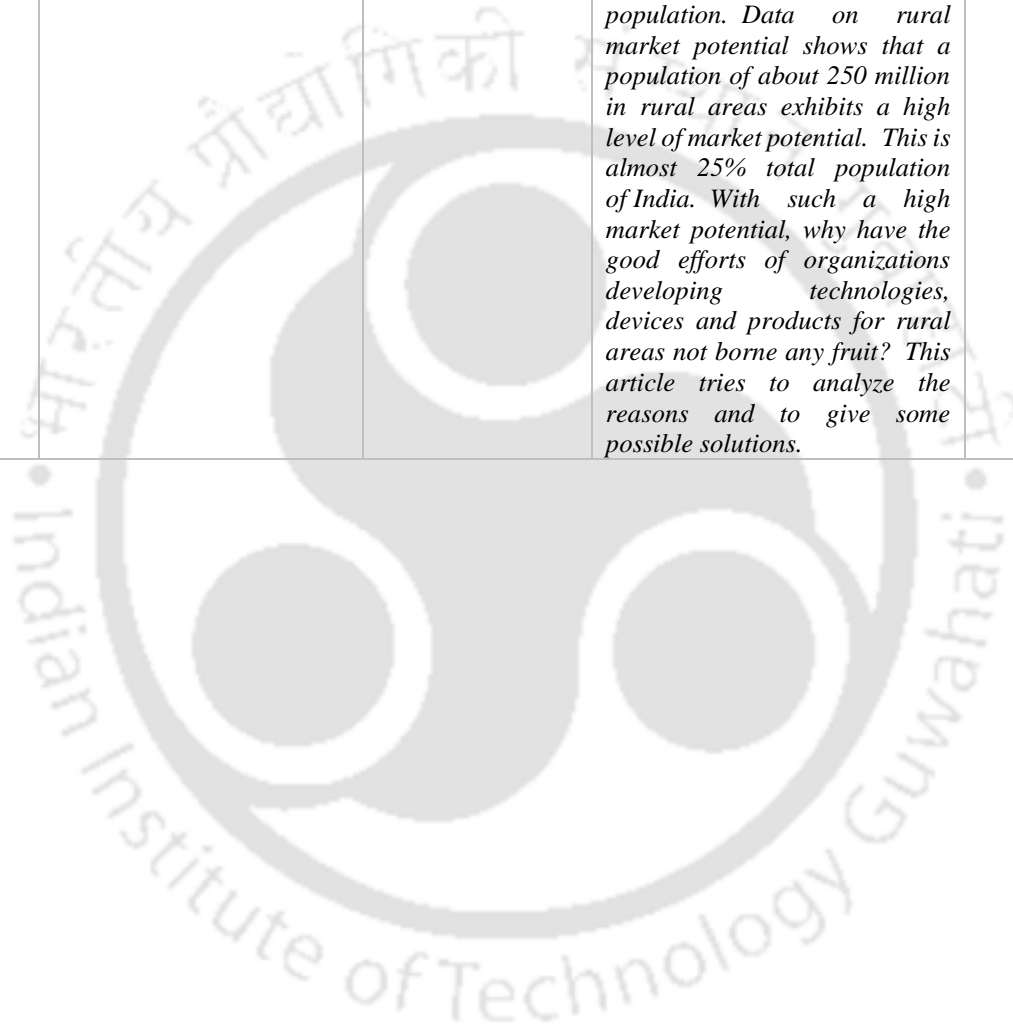 population. Data on rural
market potential shows that a
population of about 250 million
in rural areas exhibits a high
level of market potential. This is
almost 25% total population
of India. With such a high
market potential, why have the
good efforts of organizations
developing technologies,
devices and products for rural
areas not borne any fruit? This
article tries to analyze the
reasons and to give some
possible solutions.
Indian Institute of Technology Guwahati